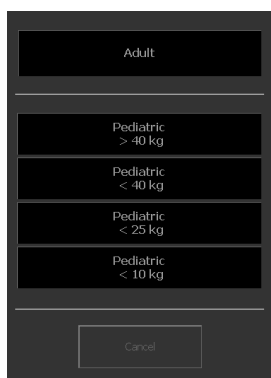 Adult
Pediatric
> 40 kg
Pediatric
< 40 kg
Pediatric
< 25 kg
Pediatric
< 10 kg
Cancel